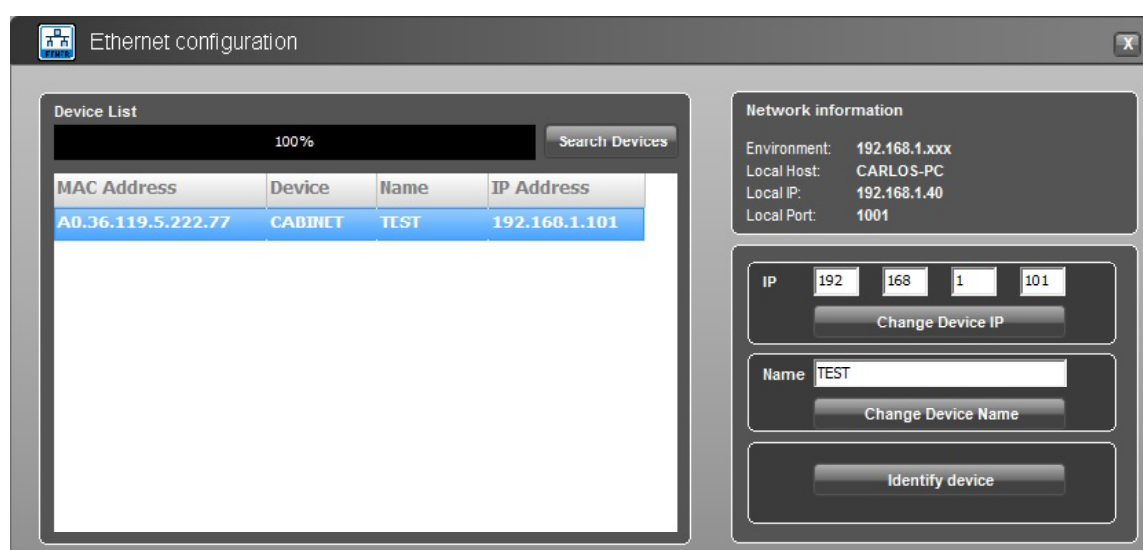 Ethernet configuration
X
Device List
100%
Search Devices
MAC Address Device Name IP Address
A0.36.119.5.222.77 CABINET TEST 192.168.1.101
Network information
Environment: 192.168.1.xxx
Local Host: CARLOS-PC
Local IP: 192.168.1.40
Local Port: 1001
IP 192 168 1 101
Change Device IP
Name TEST
Change Device Name
Identify device